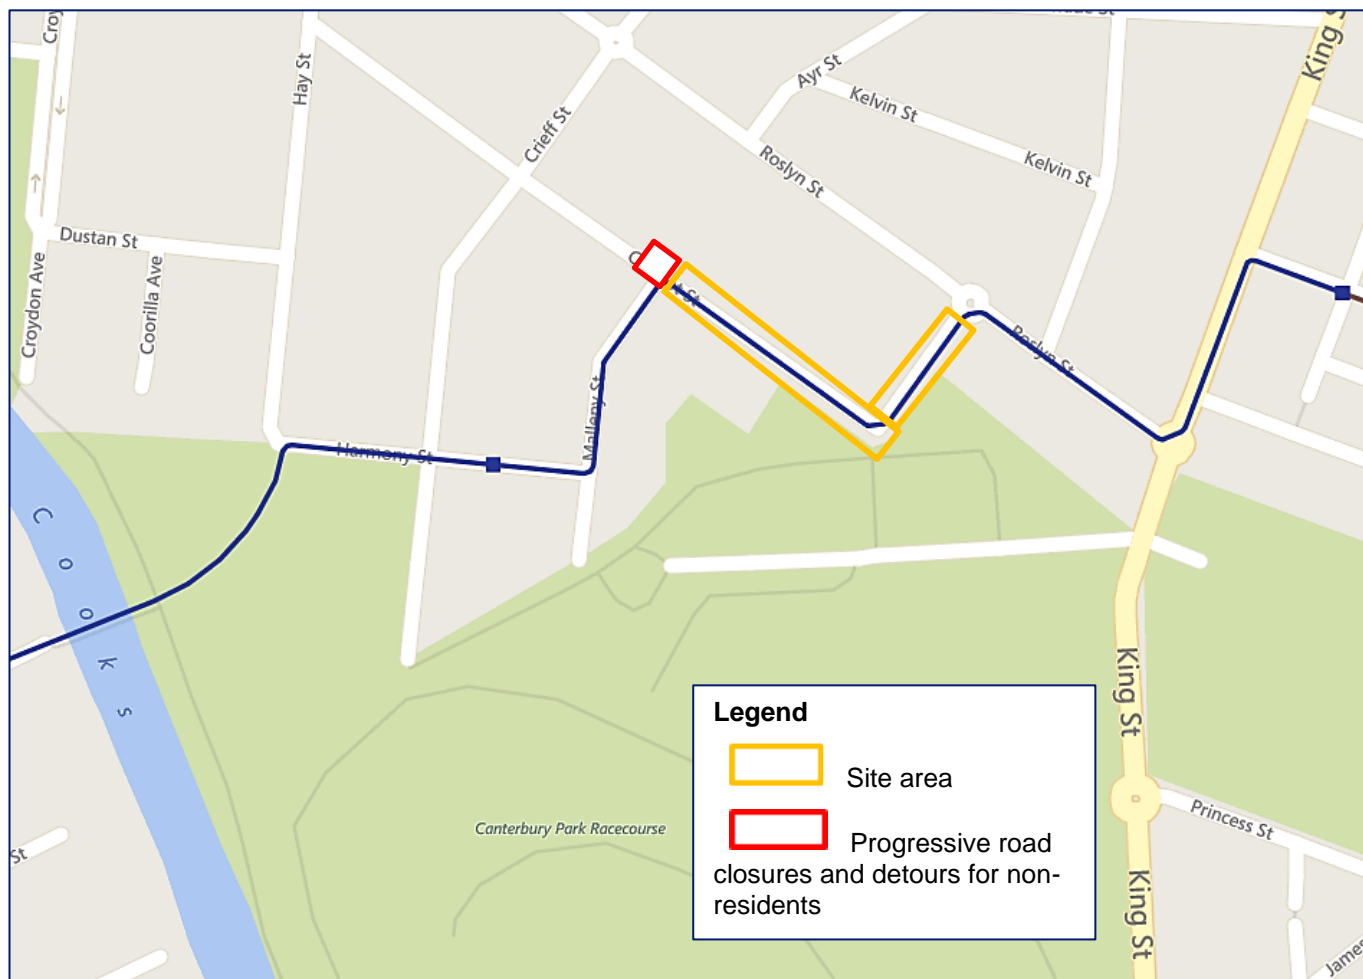 King S
Croy
Hay St
Ayr St
Kelvin St
Crieff St
Kelvin St
Roslyn St
Dustan St
Coorilla Ave
Croydon Ave
St
Roslyn St
Malleny St
Harmony St
Cooks
King St
Legend
Site area
Progressive road
closures and detours for non-
residents
Canterbury Park Racecourse
Princess St
St
King St
James